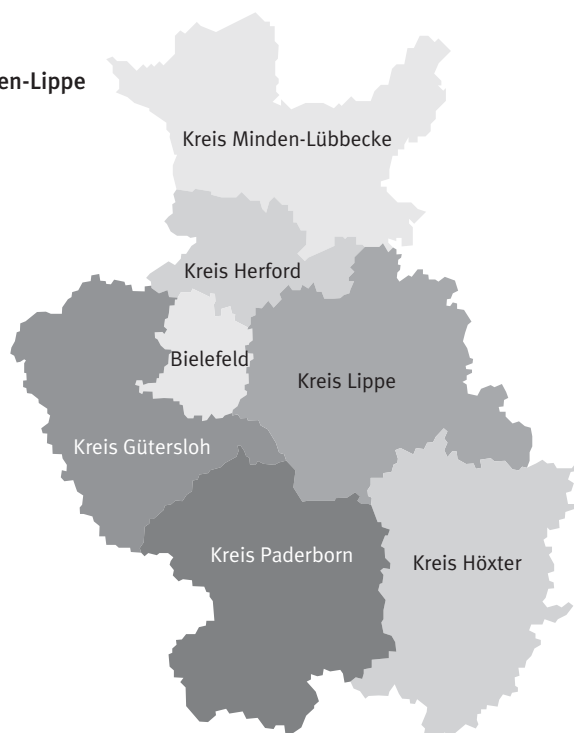 en-Lippe
Kreis Minden-Lübbecke
Kreis Herford
Bielefeld
Kreis Lippe
Kreis Gütersloh
Kreis Paderborn
Kreis Höxter